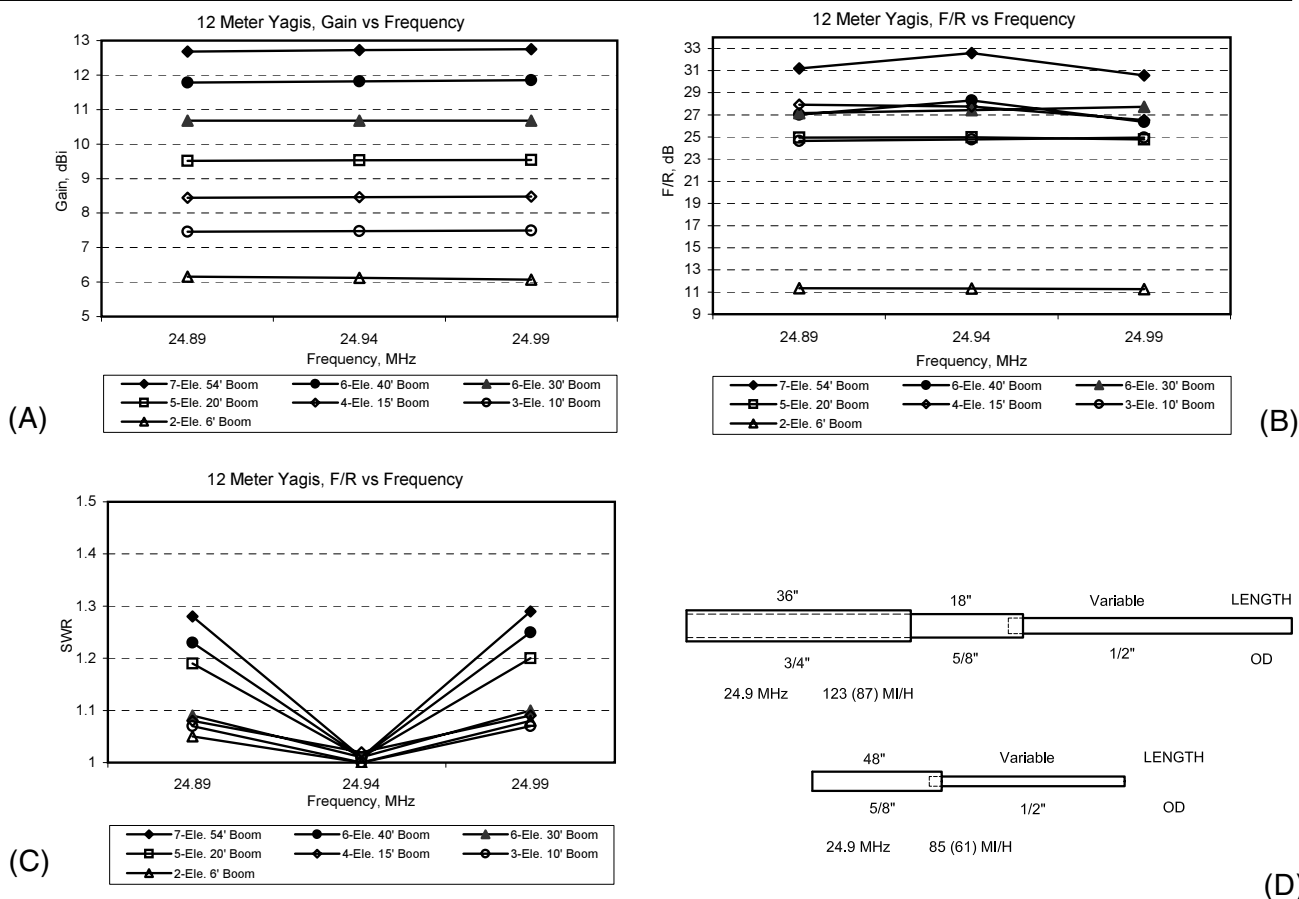 12 Meter Yagis, Gain vs Frequency
13
12
11
10
9
8
7
6
5
Gain, dBi
24.89 24.94 24.99
Frequency, MHz
7-Ele. 54' Boom 6-Ele. 40' Boom 6-Ele. 30' Boom
5-Ele. 20' Boom 4-Ele. 15' Boom 3-Ele. 10' Boom
2-Ele. 6' Boom
(A)
12 Meter Yagis, F/R vs Frequency
33
31
29
27
25
23
21
19
17
15
13
11
9
F/R, dB
24.89 24.94 24.99
Frequency, MHz
7-Ele. 54' Boom 6-Ele. 40' Boom 6-Ele. 30' Boom
5-Ele. 20' Boom 4-Ele. 15' Boom 3-Ele. 10' Boom
2-Ele. 6' Boom
(B)
12 Meter Yagis, F/R vs Frequency
1.5
1.4
1.3
1.2
1.1
1
SWR
24.89 24.94 24.99
Frequency, MHz
7-Ele. 54' Boom 6-Ele. 40' Boom 6-Ele. 30' Boom
5-Ele. 20' Boom 4-Ele. 15' Boom 3-Ele. 10' Boom
2-Ele. 6' Boom
(C)
36" 18" Variable LENGTH
3/4" 5/8" 1/2" OD
24.9 MHz 123 (87) MI/H
48" Variable LENGTH
5/8" 1/2" OD
24.9 MHz 85 (61) MI/H
(D)